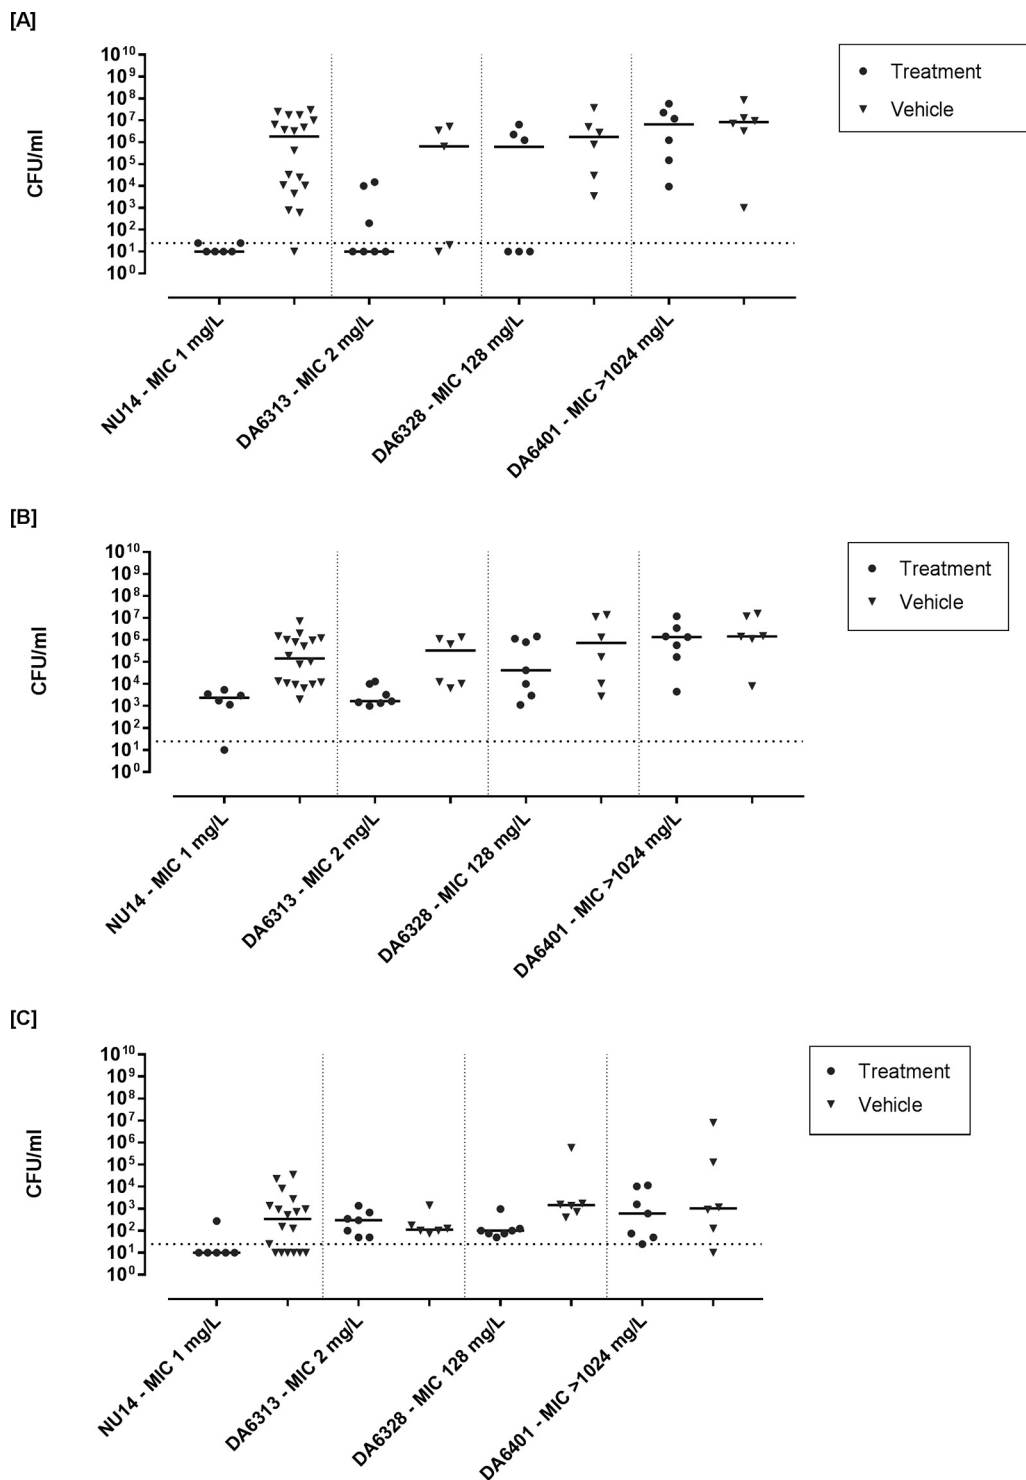 [A]
10^10
10^9
10^8
10^7
10^6
10^5
10^4
10^3
10^2
10^1
10^0
CFU/ml
Treatment
Vehicle
NU14 - MIC 1 mg/L
DA6313 - MIC 2 mg/L
DA6328 - MIC 128 mg/L
DA6401 - MIC >1024 mg/L
[B]
10^10
10^9
10^8
10^7
10^6
10^5
10^4
10^3
10^2
10^1
10^0
CFU/ml
Treatment
Vehicle
NU14 - MIC 1 mg/L
DA6313 - MIC 2 mg/L
DA6328 - MIC 128 mg/L
DA6401 - MIC >1024 mg/L
[C]
10^10
10^9
10^8
10^7
10^6
10^5
10^4
10^3
10^2
10^1
10^0
CFU/ml
Treatment
Vehicle
NU14 - MIC 1 mg/L
DA6313 - MIC 2 mg/L
DA6328 - MIC 128 mg/L
DA6401 - MIC >1024 mg/L